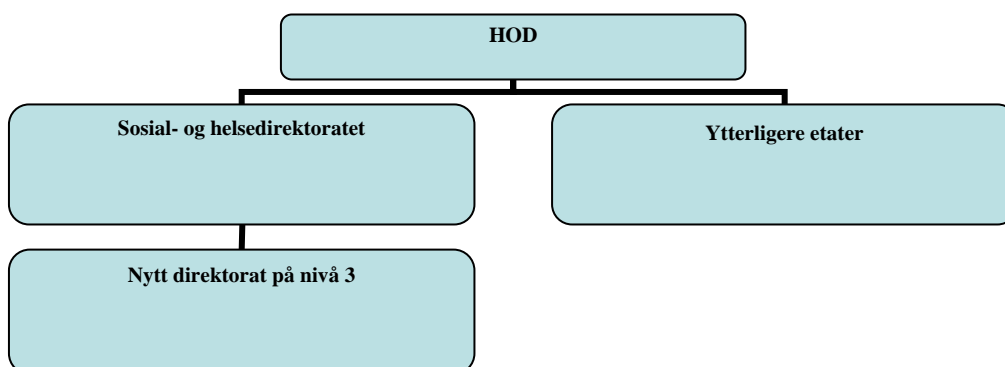 HOD
Sosial- og helsedirektoratet
Ytterligere etater
Nytt direktorat på nivå 3